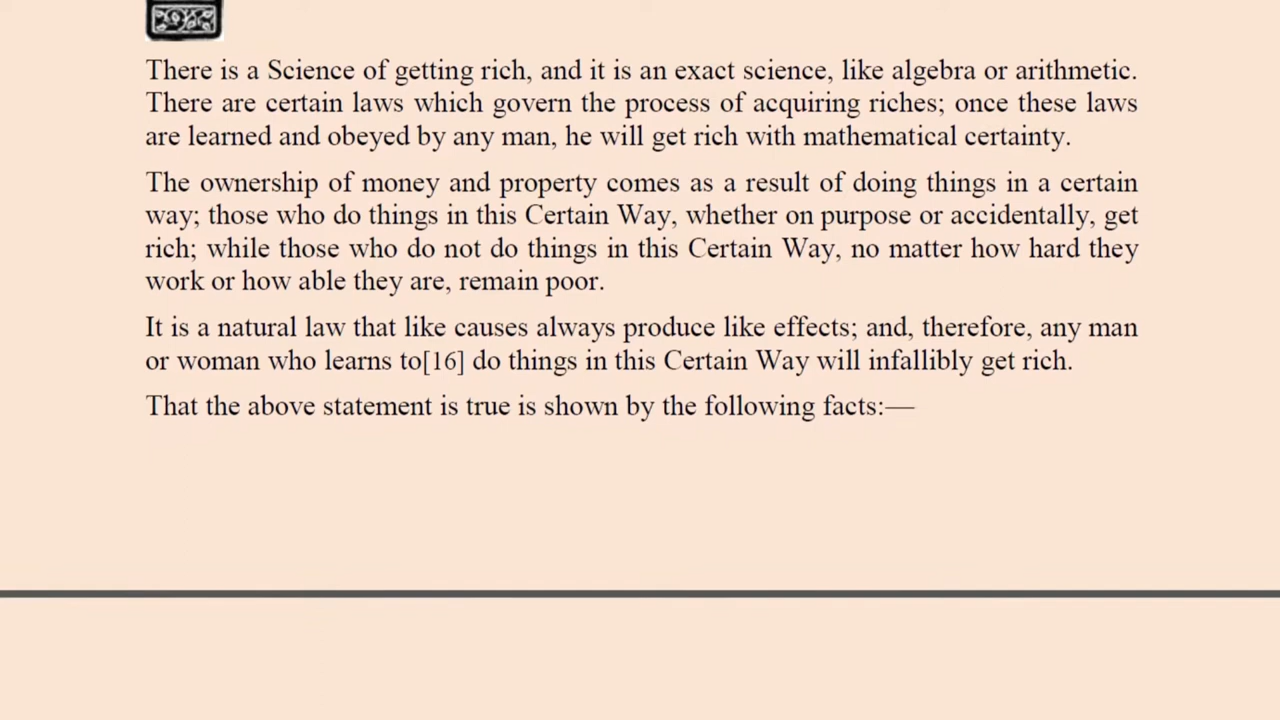 There is a Science of getting rich, and it is an exact science, like algebra or arithmetic.
There are certain laws which govern the process of acquiring riches; once these laws
are learned and obeyed by any man, he will get rich with mathematical certainty.
The ownership of money and property comes as a result of doing things in a certain
way; those who do things in this Certain Way, whether on purpose or accidentally, get
rich; while those who do not do things in this Certain Way, no matter how hard they
work or how able they are, remain poor.
It is a natural law that like causes always produce like effects; and, therefore, any man
or woman who learns to[16] do things in this Certain Way will infallibly get rich.
That the above statement is true is shown by the following facts:—